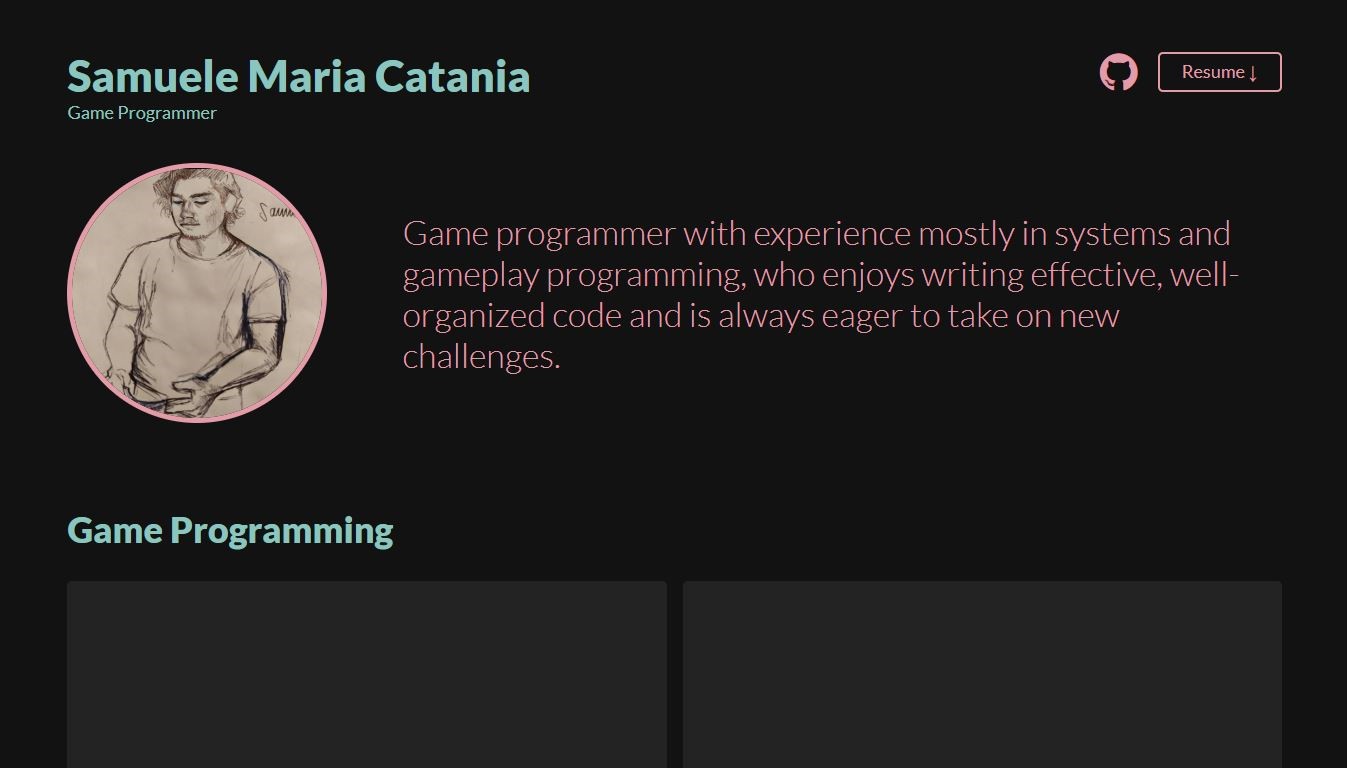 Samuele Maria Catania
Game Programmer
Resume ↓
Game programmer with experience mostly in systems and
gameplay programming, who enjoys writing effective, well-
organized code and is always eager to take on new
challenges.
Game Programming